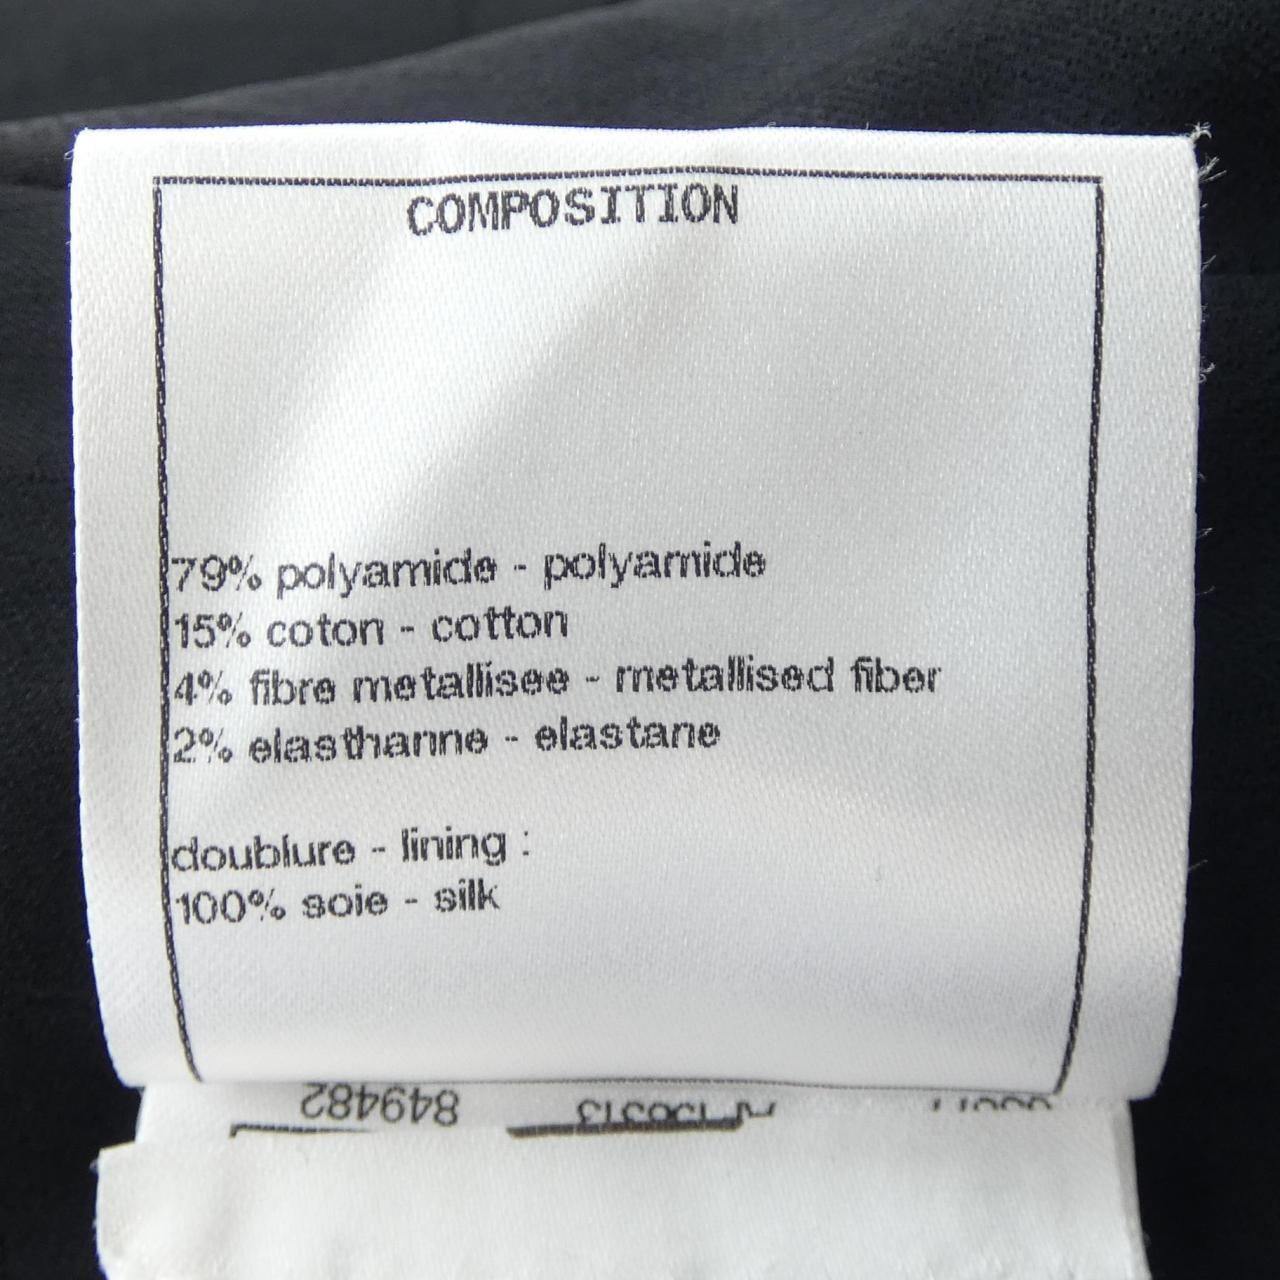 COMPOSITION
79% polyamide - polyamide
15% coton - cotton
4% fibre metallisee - metallised fiber
2% elasthanne - elastane
doublure - lining :
100% soie - silk
849482